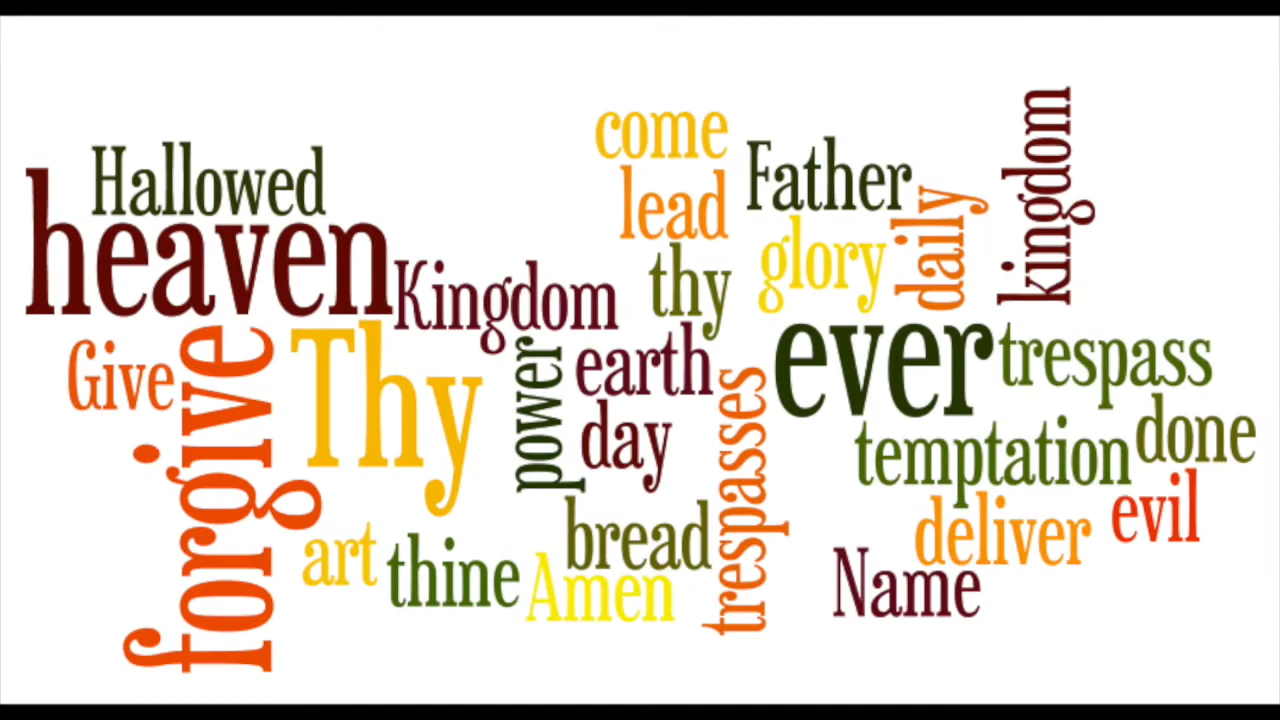 come
kingdom
Hallowed
Father
lead
heaven
daily
glory
thy
Kingdom
ever
earth
trespass
Give
forgive
Thy
power
day
trespasses
done
temptation
evil
bread
deliver
art
thine
Amen
Name